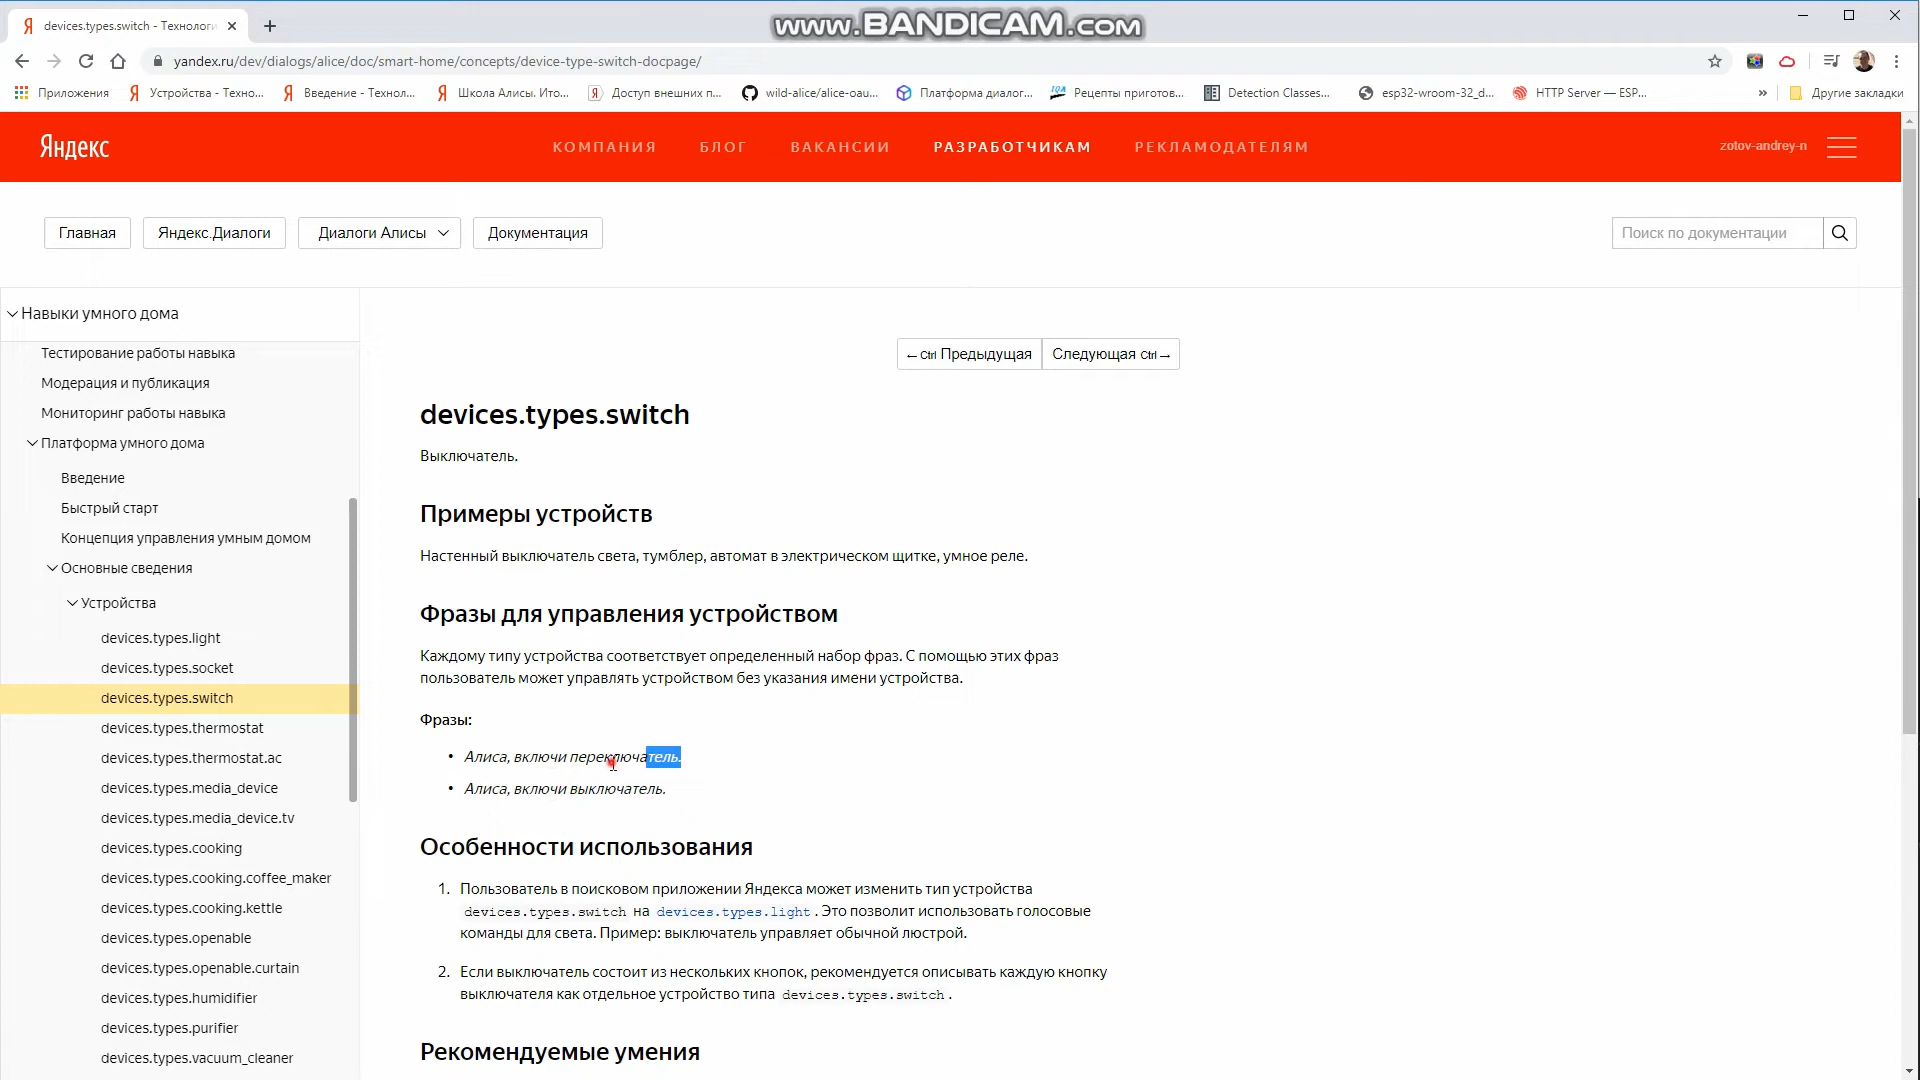 devices.types.switch - Технологи
www.BANDICAM.com
yandex.ru/dev/dialogs/alice/doc/smart-home/concepts/device-type-switch-docpage/
Приложения
Устройства - Техно...
Введение - Технол...
Школа Алисы. Ито...
Доступ внешних п...
wild-alice/alice-oau...
Платформа диалог...
Рецепты приготов...
Detection Classes...
esp32-wroom-32_d...
HTTP Server — ESP...
»
Другие закладки
Яндекс
КОМПАНИЯ
БЛОГ
ВАКАНСИИ
РАЗРАБОТЧИКАМ
РЕКЛАМОДАТЕЛЯМ
zotov-andrey-n
Главная
Яндекс.Диалоги
Диалоги Алисы
Документация
Поиск по документации
Навыки умного дома
Тестирование работы навыка
Модерация и публикация
Мониторинг работы навыка
Платформа умного дома
Введение
Быстрый старт
Концепция управления умным домом
Основные сведения
Устройства
devices.types.light
devices.types.socket
devices.types.switch
devices.types.thermostat
devices.types.thermostat.ac
devices.types.media_device
devices.types.media_device.tv
devices.types.cooking
devices.types.cooking.coffee_maker
devices.types.cooking.kettle
devices.types.openable
devices.types.openable.curtain
devices.types.humidifier
devices.types.purifier
devices.types.vacuum_cleaner
←Ctrl Предыдущая
Следующая Ctrl→
devices.types.switch
Выключатель.
Примеры устройств
Настенный выключатель света, тумблер, автомат в электрическом щитке, умное реле.
Фразы для управления устройством
Каждому типу устройства соответствует определенный набор фраз. С помощью этих фраз
пользователь может управлять устройством без указания имени устройства.
Фразы:
• Алиса, включи переключатель.
• Алиса, включи выключатель.
Особенности использования
1. Пользователь в поисковом приложении Яндекса может изменить тип устройства
devices.types.switch на devices.types.light. Это позволит использовать голосовые
команды для света. Пример: выключатель управляет обычной люстрой.
2. Если выключатель состоит из нескольких кнопок, рекомендуется описывать каждую кнопку
выключателя как отдельное устройство типа devices.types.switch.
Рекомендуемые умения